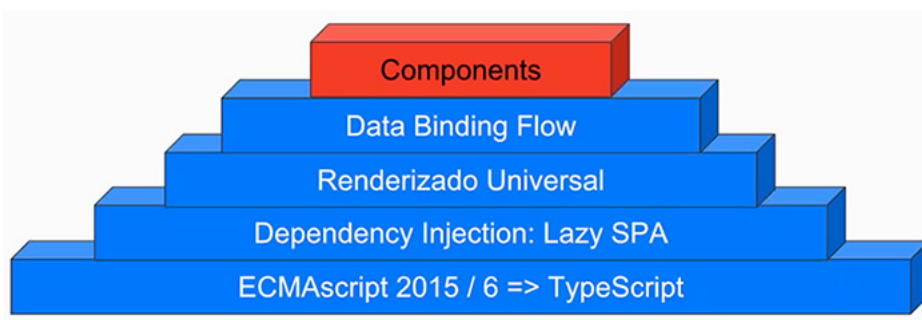 Components
Data Binding Flow
Renderizado Universal
Dependency Injection: Lazy SPA
ECMAscript 2015 / 6 => TypeScript